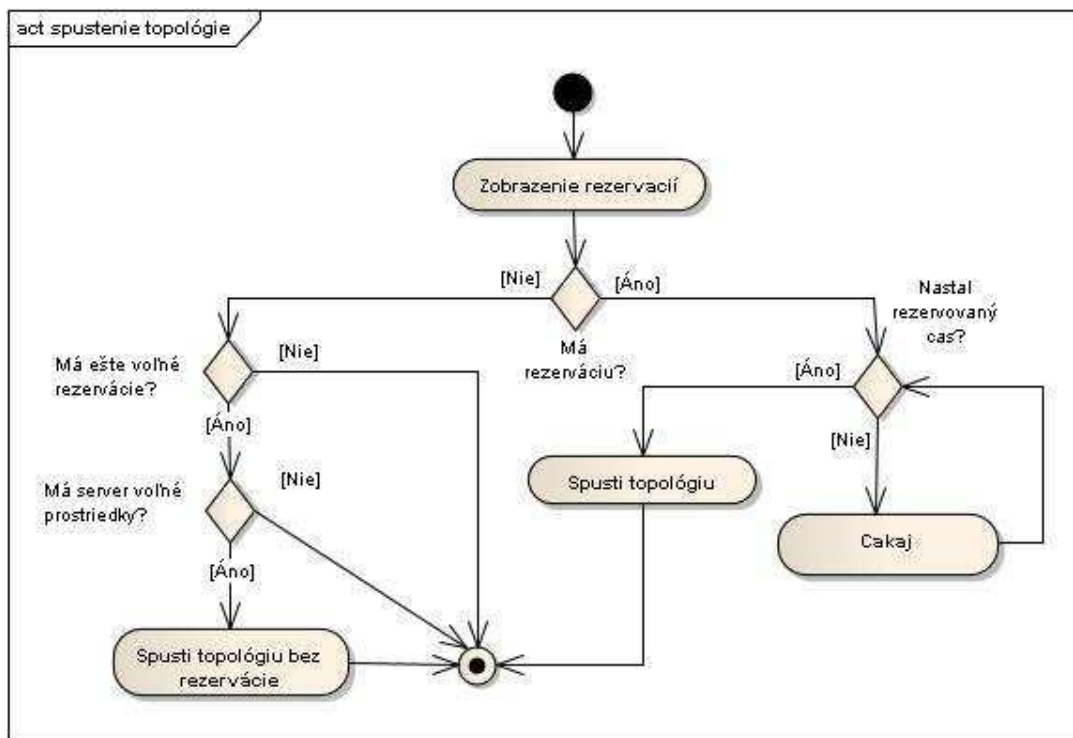 act spustenie topológie
Zobrazenie rezervacií
[Nie]
[Áno]
Nastal
rezervovaný
cas?
Má
rezerváciu?
Má ešte voľné
rezervácie?
[Nie]
[Áno]
[Áno]
[Nie]
Má server voľné
prostriedky?
[Nie]
Spusti topológiu
Cakaj
[Áno]
Spusti topológiu bez
rezervácie